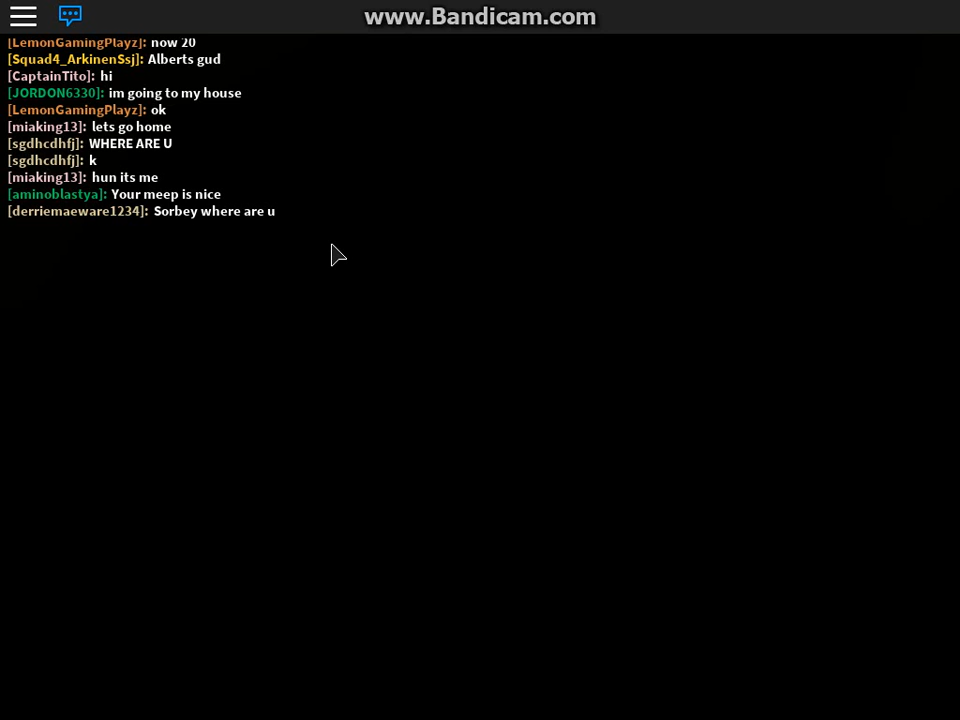 www.Bandicam.com
[LemonGamingPlayz]: now 20
[Squad4_ArkinenSsj]: Alberts gud
[CaptainTito]: hi
[JORDON6330]: im going to my house
[LemonGamingPlayz]: ok
[miaking13]: lets go home
[sgdhcdhfj]: WHERE ARE U
[sgdhcdhfj]: k
[miaking13]: hun its me
[aminoblastya]: Your meep is nice
[derriemaeware1234]: Sorbey where are u